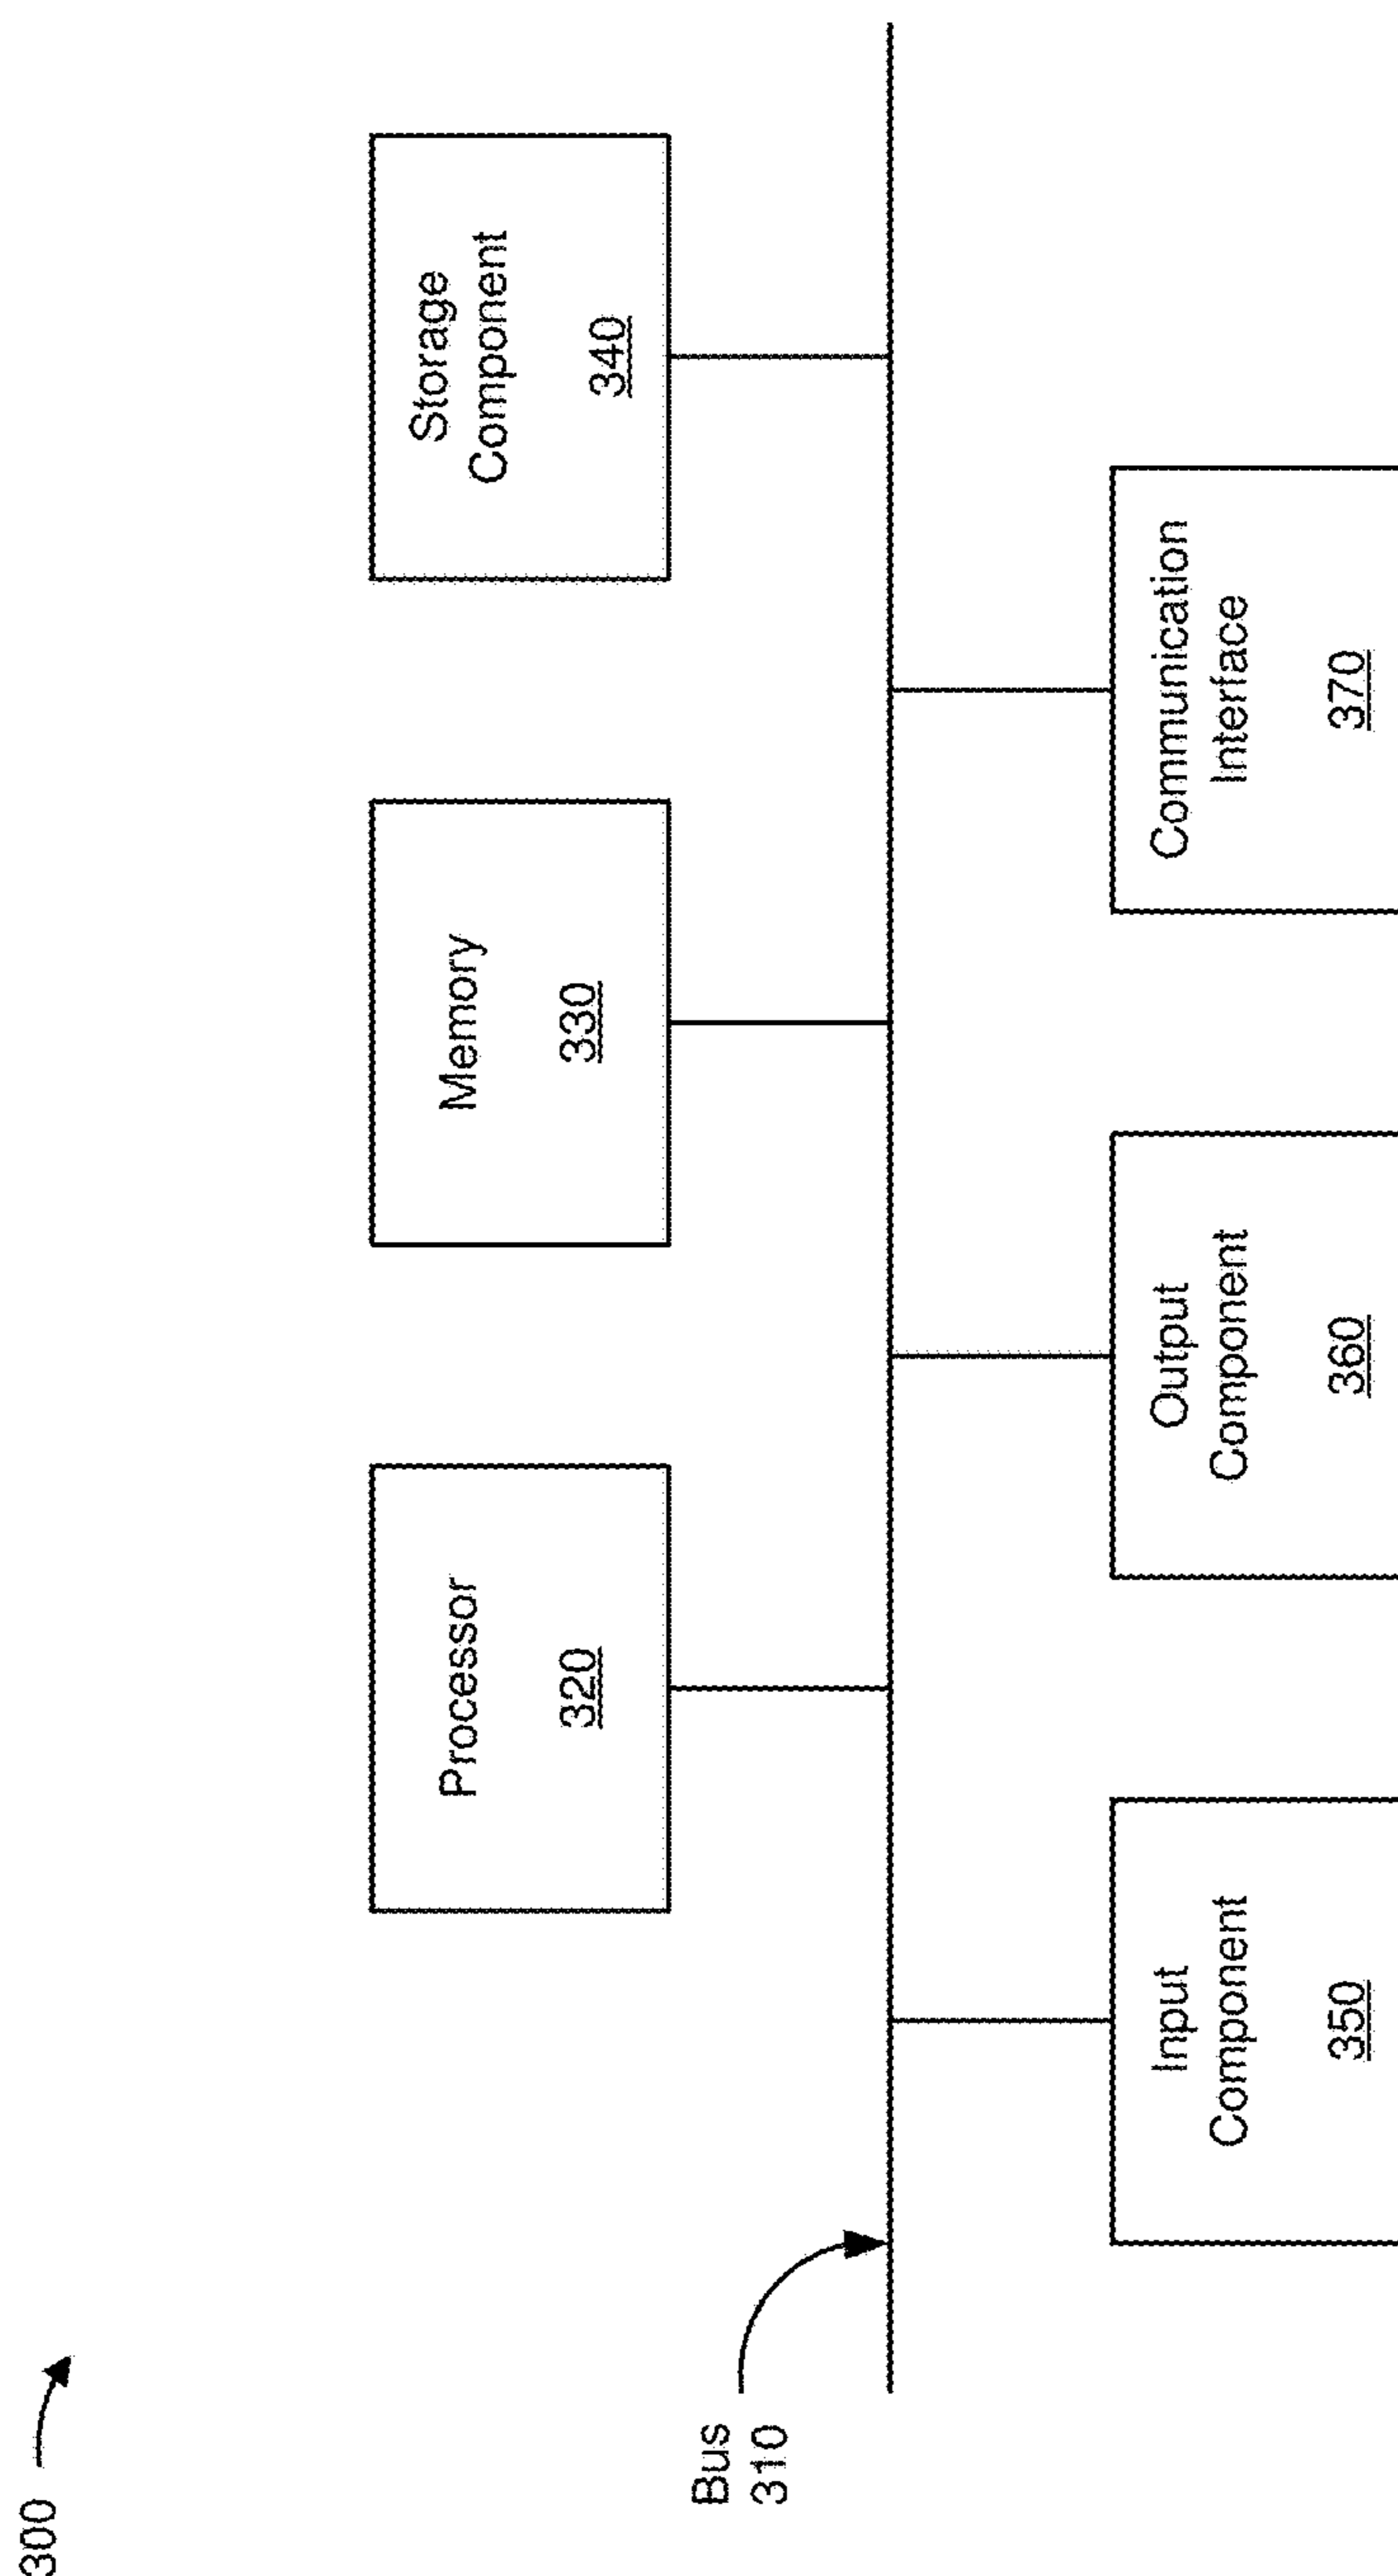 300
Bus
310
Processor
320
Memory
330
Storage
Component
340
Input
Component
350
Output
Component
360
Communication
Interface
370